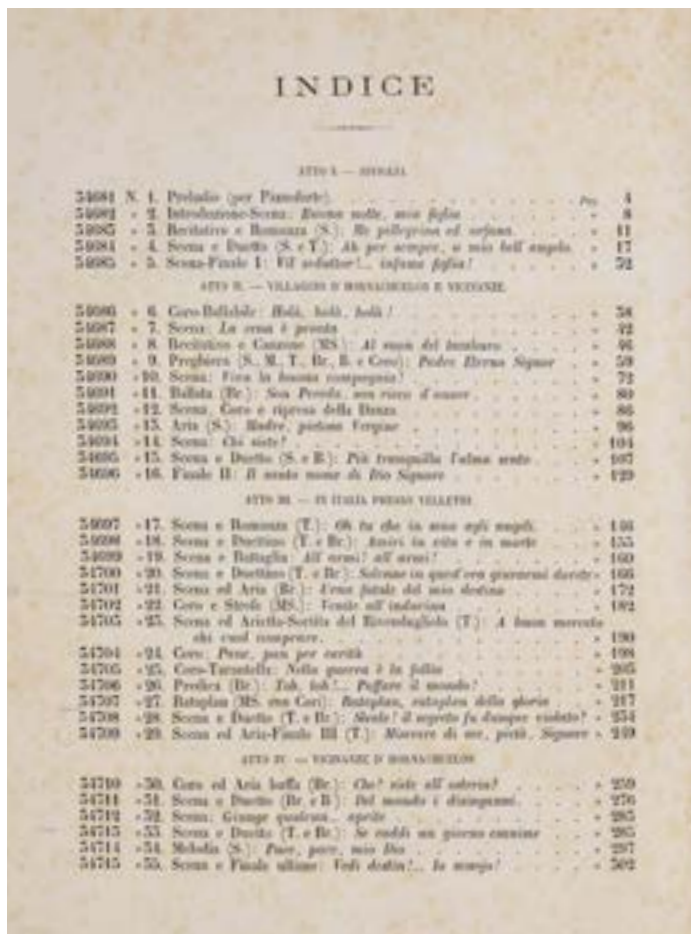 INDICE
ATTO I. — SIVIGLIA.
54681 N. 1. Preludio (per Pianoforte) Pag. 4
54682 » 2. Introduzione-Scena: Buona notte, mia figlia » 8
54683 » 3. Recitativo e Romanza (S.): Me pellegrina ed orfana » 11
54684 » 4. Scena e Duetto (S. e T.): Ah per sempre, o mio bell'angelo » 17
54685 » 5. Scena-Finale I: Vil seduttor!.. infame figlia! » 32
ATTO II. — VILLAGGIO D'HORNACHUELOS E VICINANZE.
54686 » 6. Coro-Ballabile: Holà, holà, holà! » 38
54687 » 7. Scena: La cena è pronta » 42
54688 » 8. Recitativo e Canzone (MS.): Al suon del tamburo » 46
54689 » 9. Preghiera (S., M., T., Br., B. e Coro): Padre Eterno Signor » 59
54690 » 10. Scena: Viva la buona compagnia! » 72
54691 » 11. Ballata (Br.): Son Pereda, son ricco d'onore » 80
54692 » 12. Scena, Coro e ripresa della Danza » 86
54693 » 13. Aria (S.): Madre, pietosa Vergine » 96
54694 » 14. Scena: Chi siete? » 104
54695 » 15. Scena e Duetto (S. e B.): Più tranquilla l'alma sento » 107
54696 » 16. Finale II: Il santo nome di Dio Signore » 129
ATTO III. — IN ITALIA PRESSO VELLETRI.
54697 » 17. Scena e Romanza (T.): Oh tu che in seno agli angeli » 146
54698 » 18. Scena e Duettino (T. e Br.): Amici in vita e in morte » 155
54699 » 19. Scena e Battaglia: All'armi! all'armi! » 160
54700 » 20. Scena e Duettino (T. e Br.): Solenne in quest'ora giurarmi dovete » 166
54701 » 21. Scena ed Aria (Br.): Urna fatale del mio destino » 172
54702 » 22. Coro e Strofe (MS.): Venite all'indovina » 182
54703 » 23. Scena ed Arietta-Sortita del Rivendugliolo (T.): A buon mercato
chi vuol comprare » 190
54704 » 24. Coro: Pane, pan per carità » 198
54705 » 25. Coro-Tarantella: Nella guerra è la follia » 205
54706 » 26. Predica (Br.): Toh, toh!.. Poffare il mondo! » 211
54707 » 27. Rataplan (MS. con Cori): Rataplan, rataplan della gloria » 217
54708 » 28. Scena e Duetto (T. e Br.): Sleale! il segreto fu dunque violato? » 234
54709 » 29. Scena ed Aria-Finale III (T.): Miserere di me, pietà, Signore » 249
ATTO IV. — VICINANZE D'HORNACHUELOS
54710 » 30. Coro ed Aria buffa (Br.): Che? siete all'osteria? » 259
54711 » 31. Scena e Duetto (Br. e B.): Del mondo i disinganni » 276
54712 » 32. Scena: Giunge qualcun.. aprite » 283
54713 » 33. Scena e Duetto (T. e Br.): Se caddi un giorno esanime » 285
54714 » 34. Melodia (S.): Pace, pace, mio Dio » 297
54715 » 35. Scena e Finale ultimo: Vedi destin!.. Io muojo! » 302